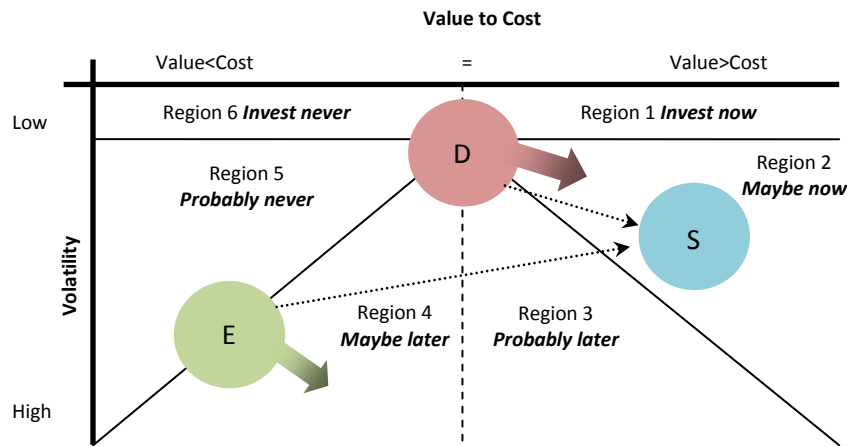 Value to Cost
Value<Cost
=
Value>Cost
Low
Region 6 Invest never
Region 1 Invest now
D
Region 5
Probably never
Region 2
Maybe now
S
Volatility
E
Region 4
Maybe later
Region 3
Probably later
High